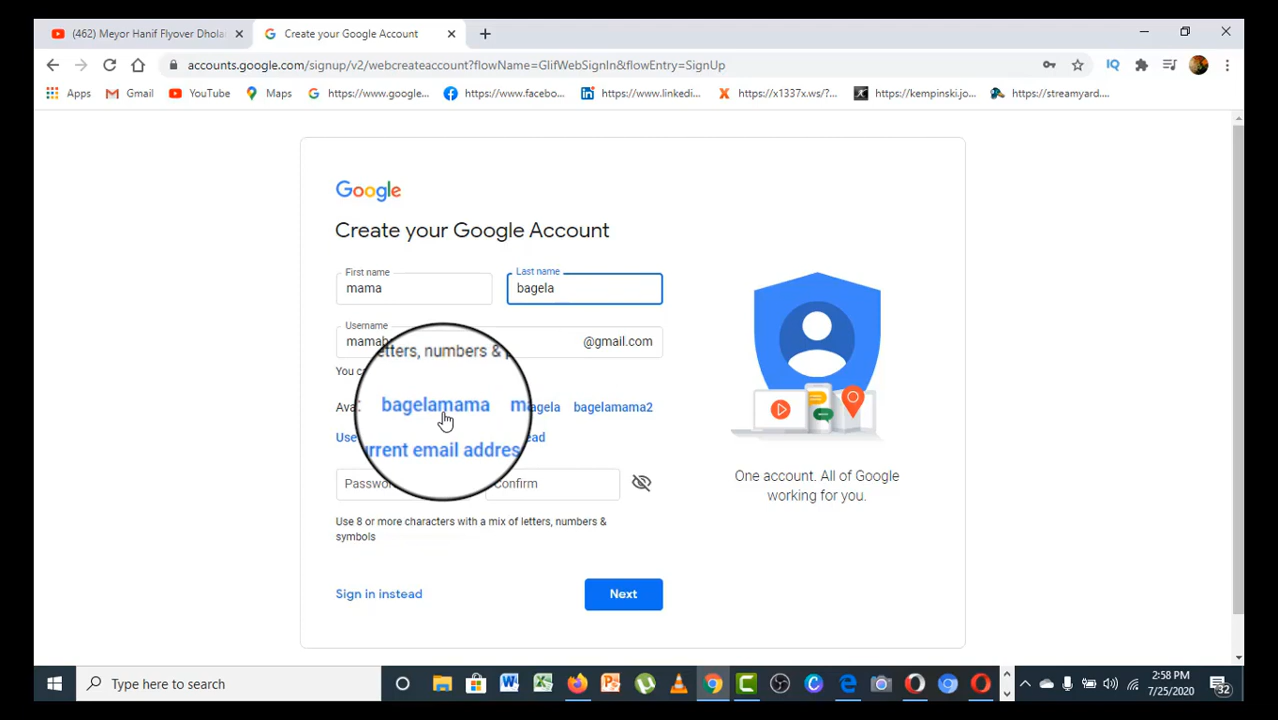 (462) Meyor Hanif Flyover Dhola
Create your Google Account
accounts.google.com/signup/v2/webcreateaccount?flowName=GlifWebSignIn&flowEntry=SignUp
Apps Gmail YouTube Maps https://www.google... https://www.facebo... https://www.linkedi... https://x1337x.ws/?... https://kempinski.jo... https://streamyard....
Google
Create your Google Account
First name
mama
Last name
bagela
Username
@gmail.com
letters, numbers &
bagelamama
bagelamama2
current email addres
Confirm
Use 8 or more characters with a mix of letters, numbers &
symbols
Sign in instead
Next
One account. All of Google
working for you.
Type here to search
2:58 PM
7/25/2020
32